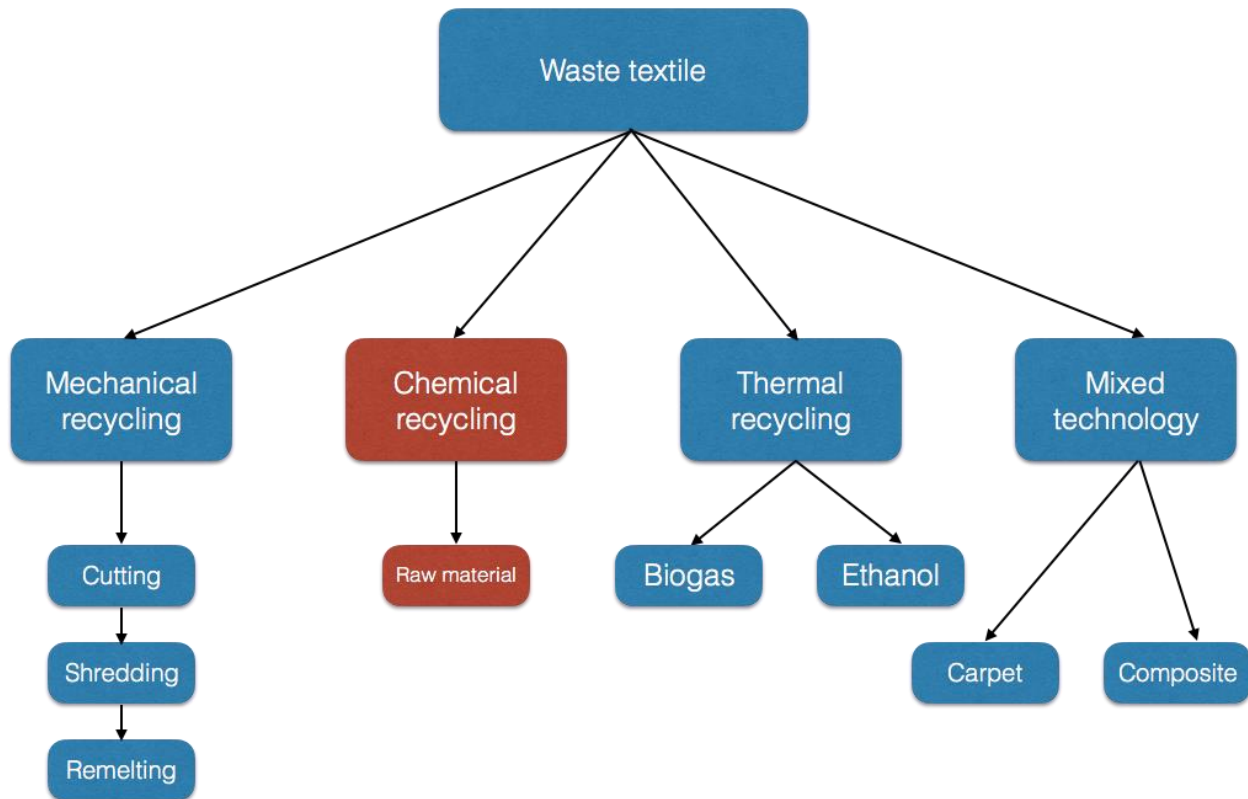 Waste textile
Mechanical
recycling
Chemical
recycling
Thermal
recycling
Mixed
technology
Cutting
Raw material
Biogas
Ethanol
Shredding
Carpet
Composite
Remelting